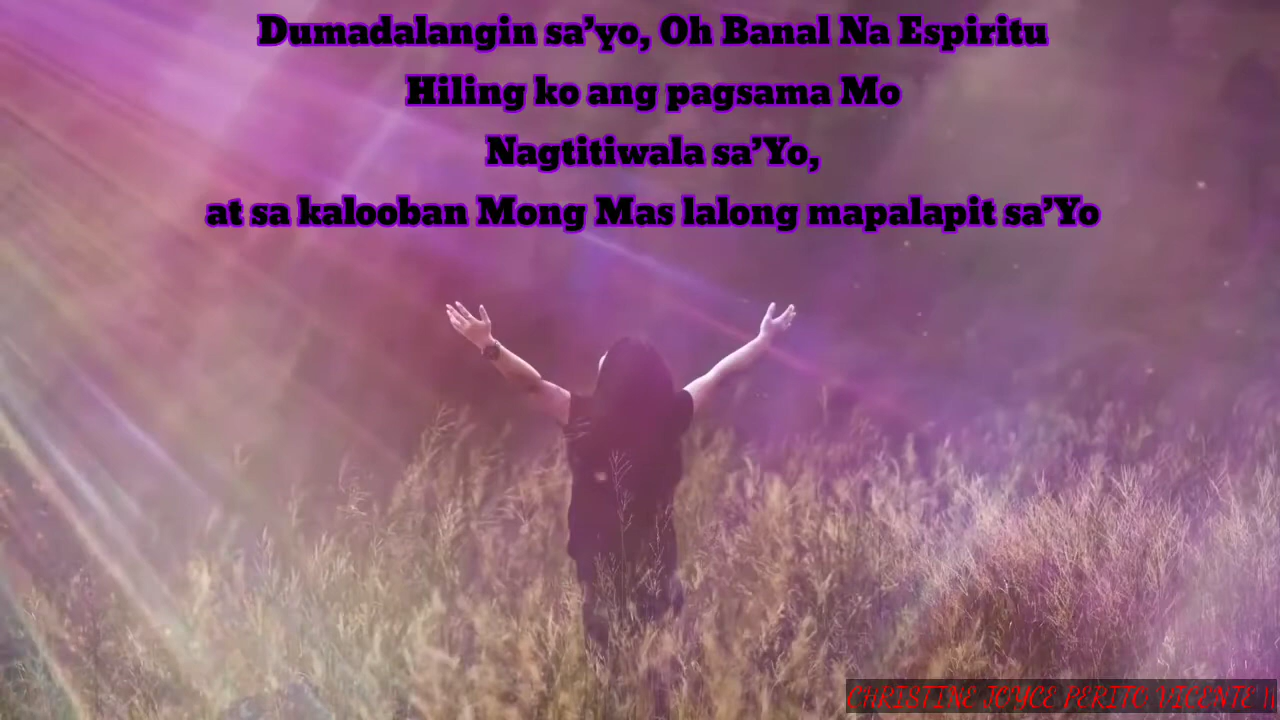 Dumadalangin sa’yo, Oh Banal Na Espiritu
Hiling ko ang pagsama Mo
Nagtitiwala sa’Yo,
at sa kalooban Mong Mas lalong mapalapit sa’Yo
CHRISTINE JOYCE PERITO VICENTE